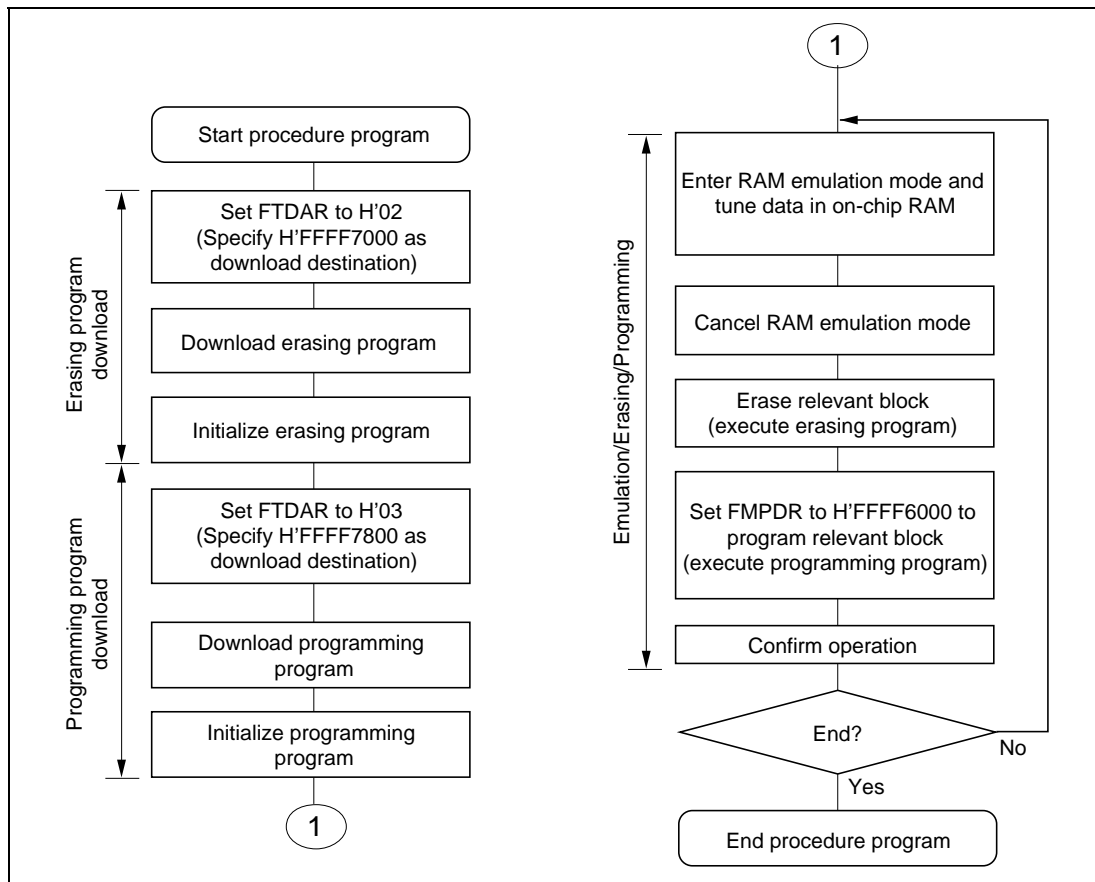 Start procedure program
Erasing program
download
Set FTDAR to H'02
(Specify H'FFFF7000 as
download destination)
Download erasing program
Initialize erasing program
Programming program
download
Set FTDAR to H'03
(Specify H'FFFF7800 as
download destination)
Download programming
program
Initialize programming
program
1
1
Emulation/Erasing/Programming
Enter RAM emulation mode and
tune data in on-chip RAM
Cancel RAM emulation mode
Erase relevant block
(execute erasing program)
Set FMPDR to H'FFFF6000 to
program relevant block
(execute programming program)
Confirm operation
End?
No
Yes
End procedure program